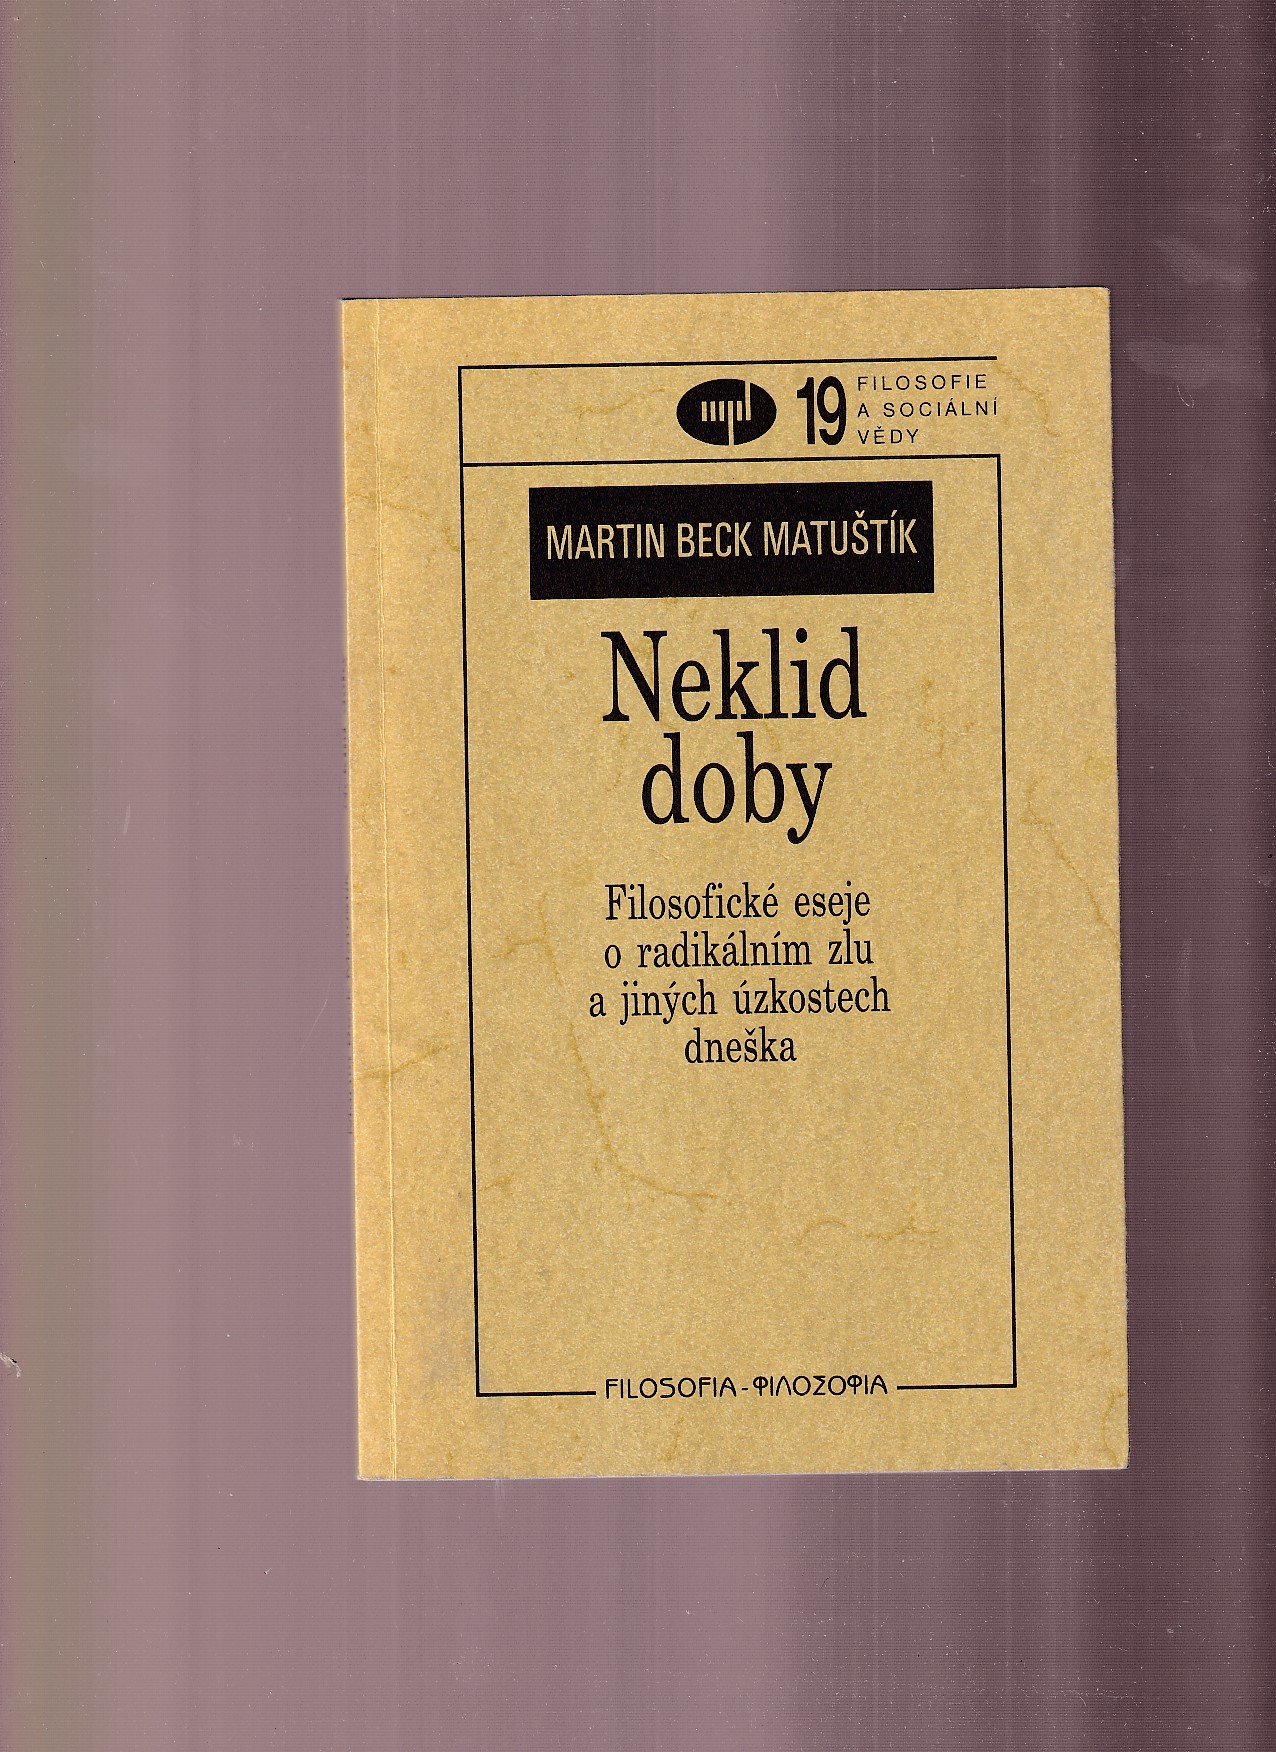 19 FILOSOFIE
A SOCIÁLNÍ
VĚDY
MARTIN BECK MATUŠTÍK
Neklid
doby
Filosofické eseje
o radikálním zlu
a jiných úzkostech
dneška
FILOSOFIA - ΦΙΛΟΣΟΦΙΑ